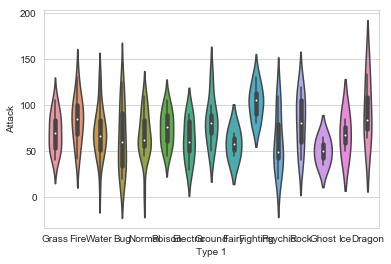 200
150
100
50
0
Attack
Grass Fire Water Bug Normal Poison Electric Ground Fairy Fighting Psychic Rock Ghost Ice Dragon
Type 1